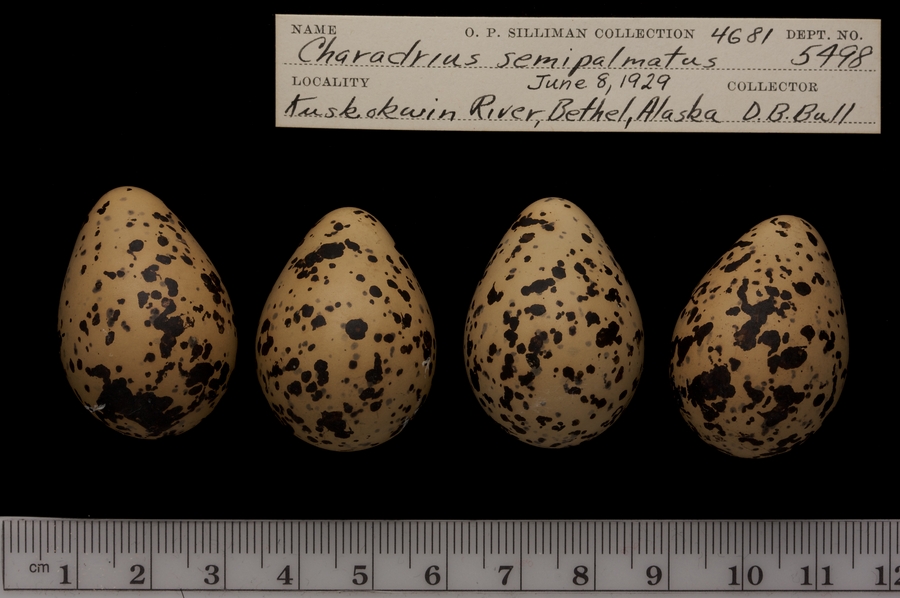 NAME O. P. SILLIMAN COLLECTION 4681 DEPT. NO.
Charadrius semipalmatus 5498
LOCALITY June 8, 1929 COLLECTOR
Kuskokwin River, Bethel, Alaska D.B.Bull
cm 1 2 3 4 5 6 7 8 9 10 11 12